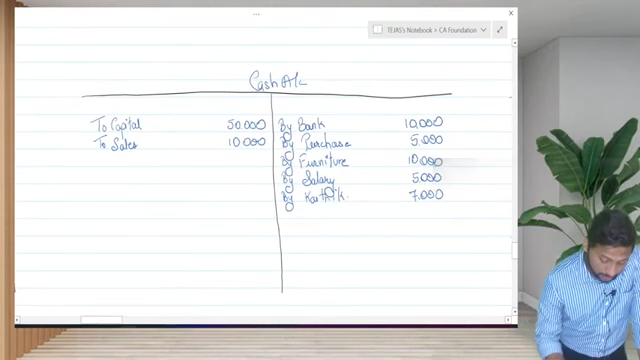 TEJAS's Notebook > CA Foundation
Cash A/c
To Capital 50,000 By Bank 10,000
To Sales 10,000 By Purchase 5,000
By Furniture 10,000
By Salary 5,000
By Karthik 7,000